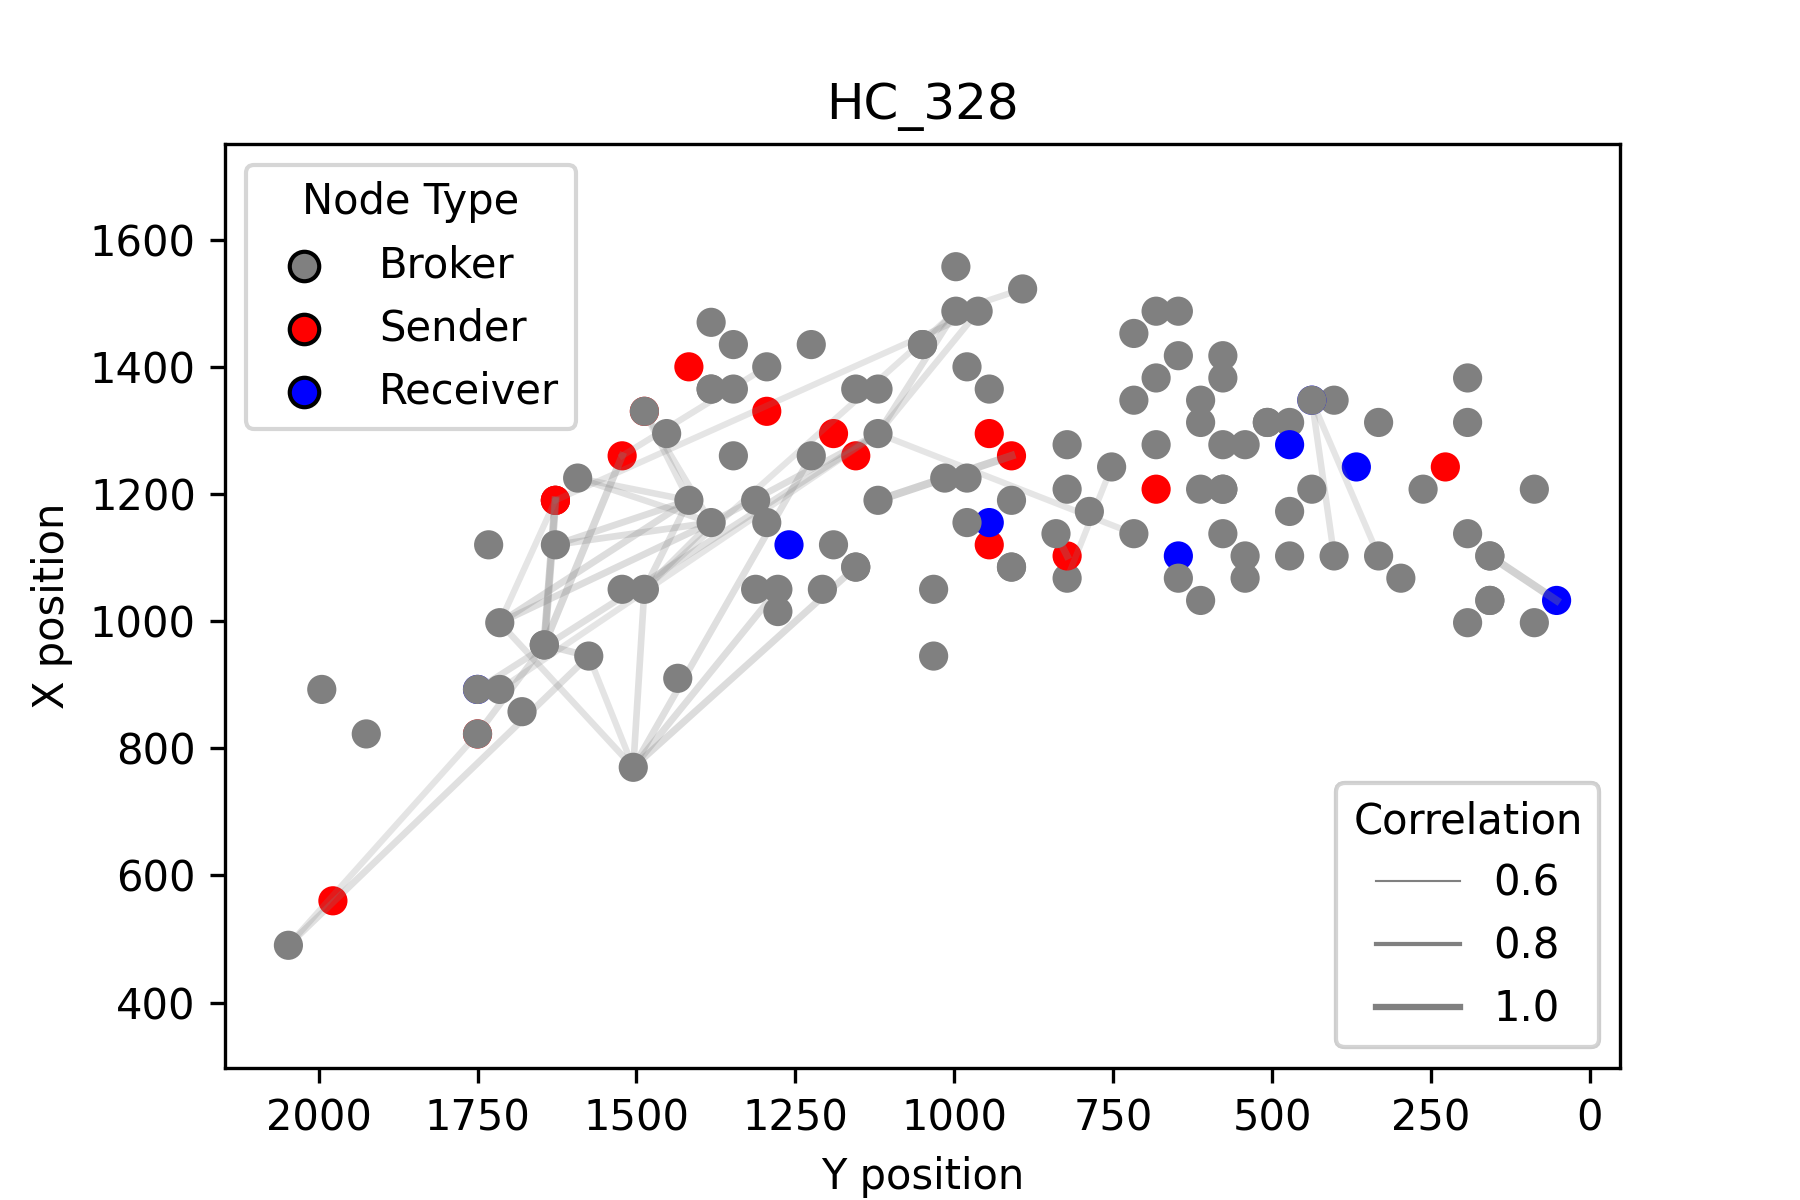 HC_328
Node Type
Broker
Sender
Receiver
X position
1600
1400
1200
1000
800
600
400
Correlation
0.6
0.8
1.0
2000 1750 1500 1250 1000 750 500 250 0
Y position